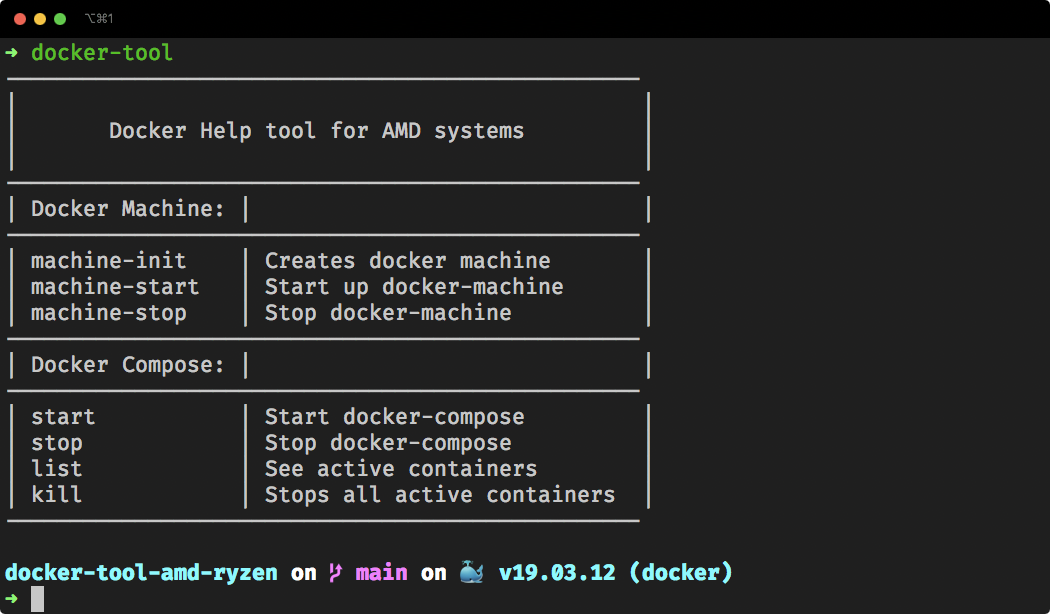 ⌥⌘1
➜ docker-tool
Docker Help tool for AMD systems
| Docker Machine: |
| machine-init | Creates docker machine |
| machine-start | Start up docker-machine |
| machine-stop | Stop docker-machine |
| Docker Compose: |
| start | Start docker-compose |
| stop | Stop docker-compose |
| list | See active containers |
| kill | Stops all active containers |
docker-tool-amd-ryzen on main on 🐳 v19.03.12 (docker)
➜